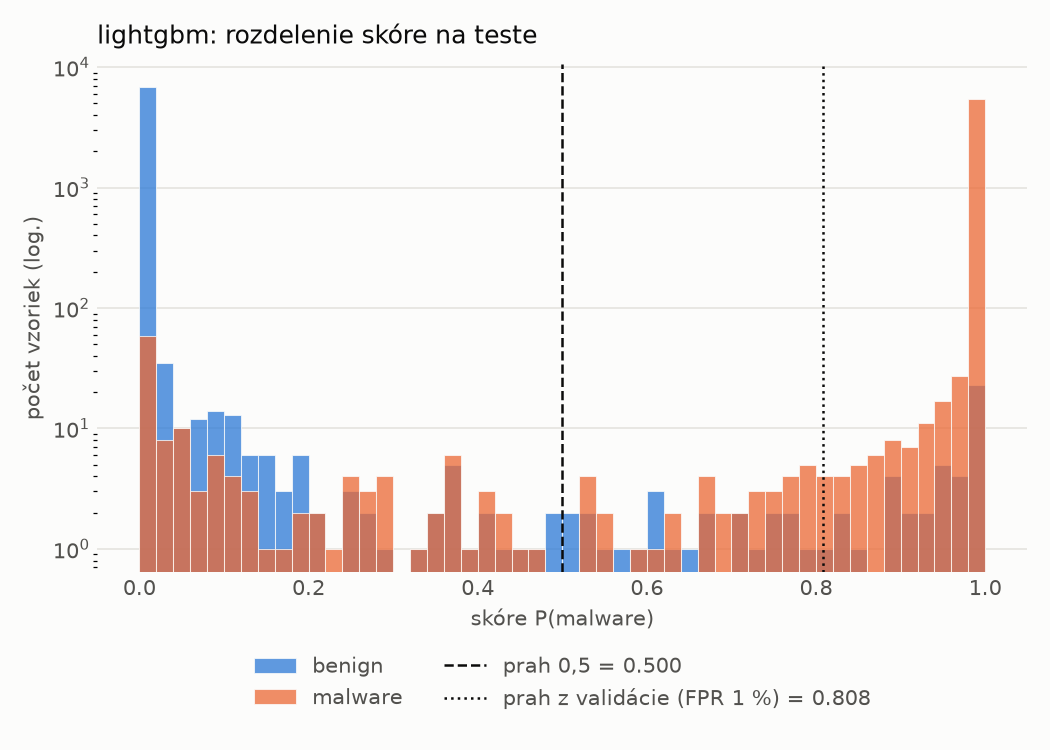 lightgbm: rozdelenie skóre na teste
počet vzoriek (log.)
10⁴
10³
10²
10¹
10⁰
0.0 0.2 0.4 0.6 0.8 1.0
skóre P(malware)
benign
malware
prah 0,5 = 0.500
prah z validácie (FPR 1 %) = 0.808